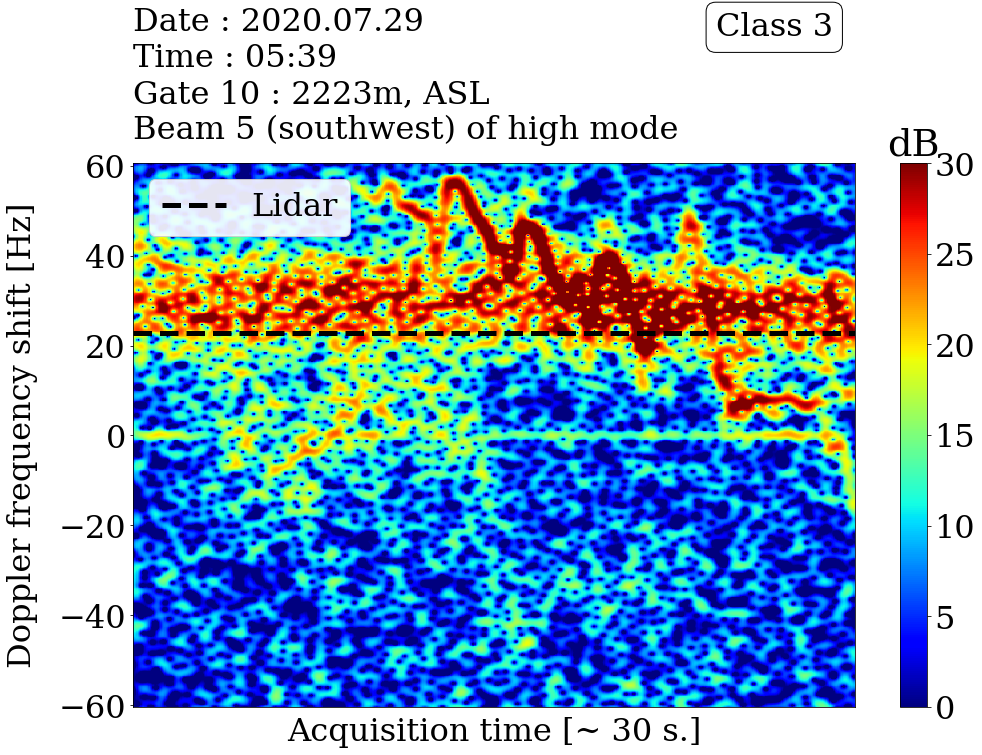 Date : 2020.07.29
Time : 05:39
Gate 10 : 2223m, ASL
Beam 5 (southwest) of high mode
Class 3
dB
Lidar
Doppler frequency shift [Hz]
60
40
20
0
−20
−40
−60
30
25
20
15
10
5
0
Acquisition time [~ 30 s.]